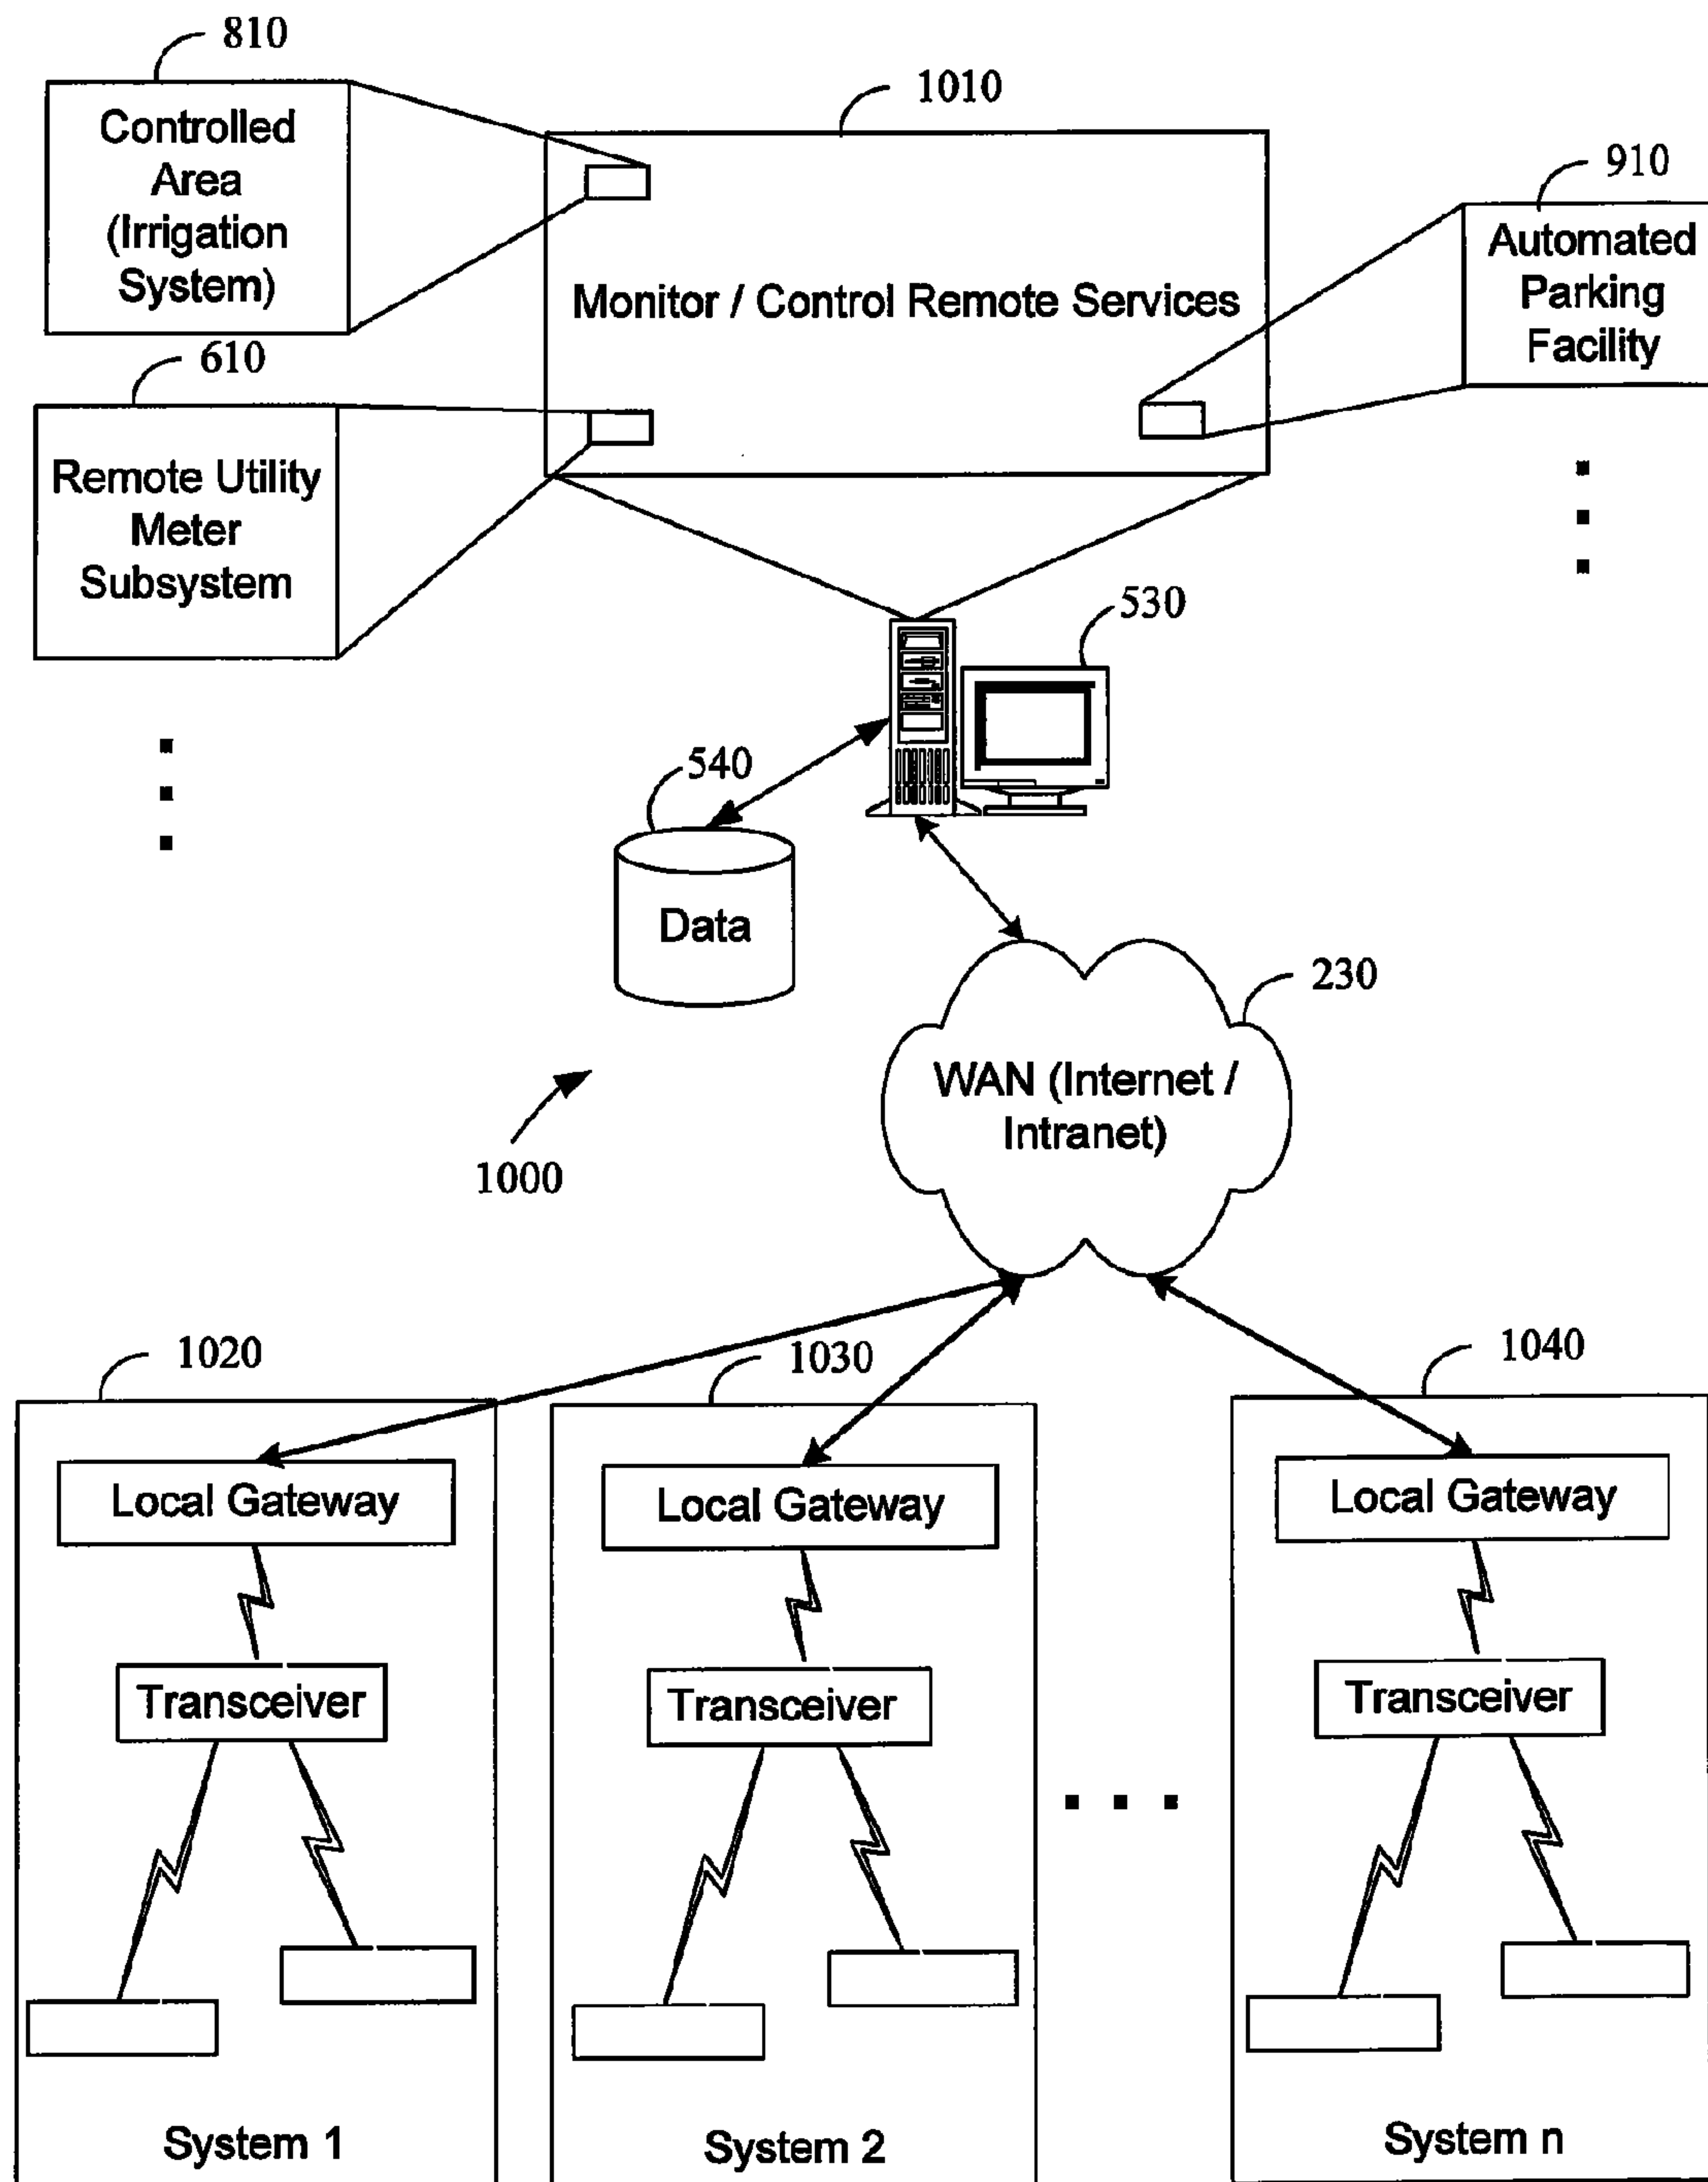 810
Controlled
Area
(Irrigation
System)
1010
Monitor / Control Remote Services
910
Automated
Parking
Facility
610
Remote Utility
Meter
Subsystem
530
540
Data
230
WAN (Internet /
Intranet)
1000
1020
Local Gateway
Transceiver
System 1
1030
Local Gateway
Transceiver
System 2
1040
Local Gateway
Transceiver
System n